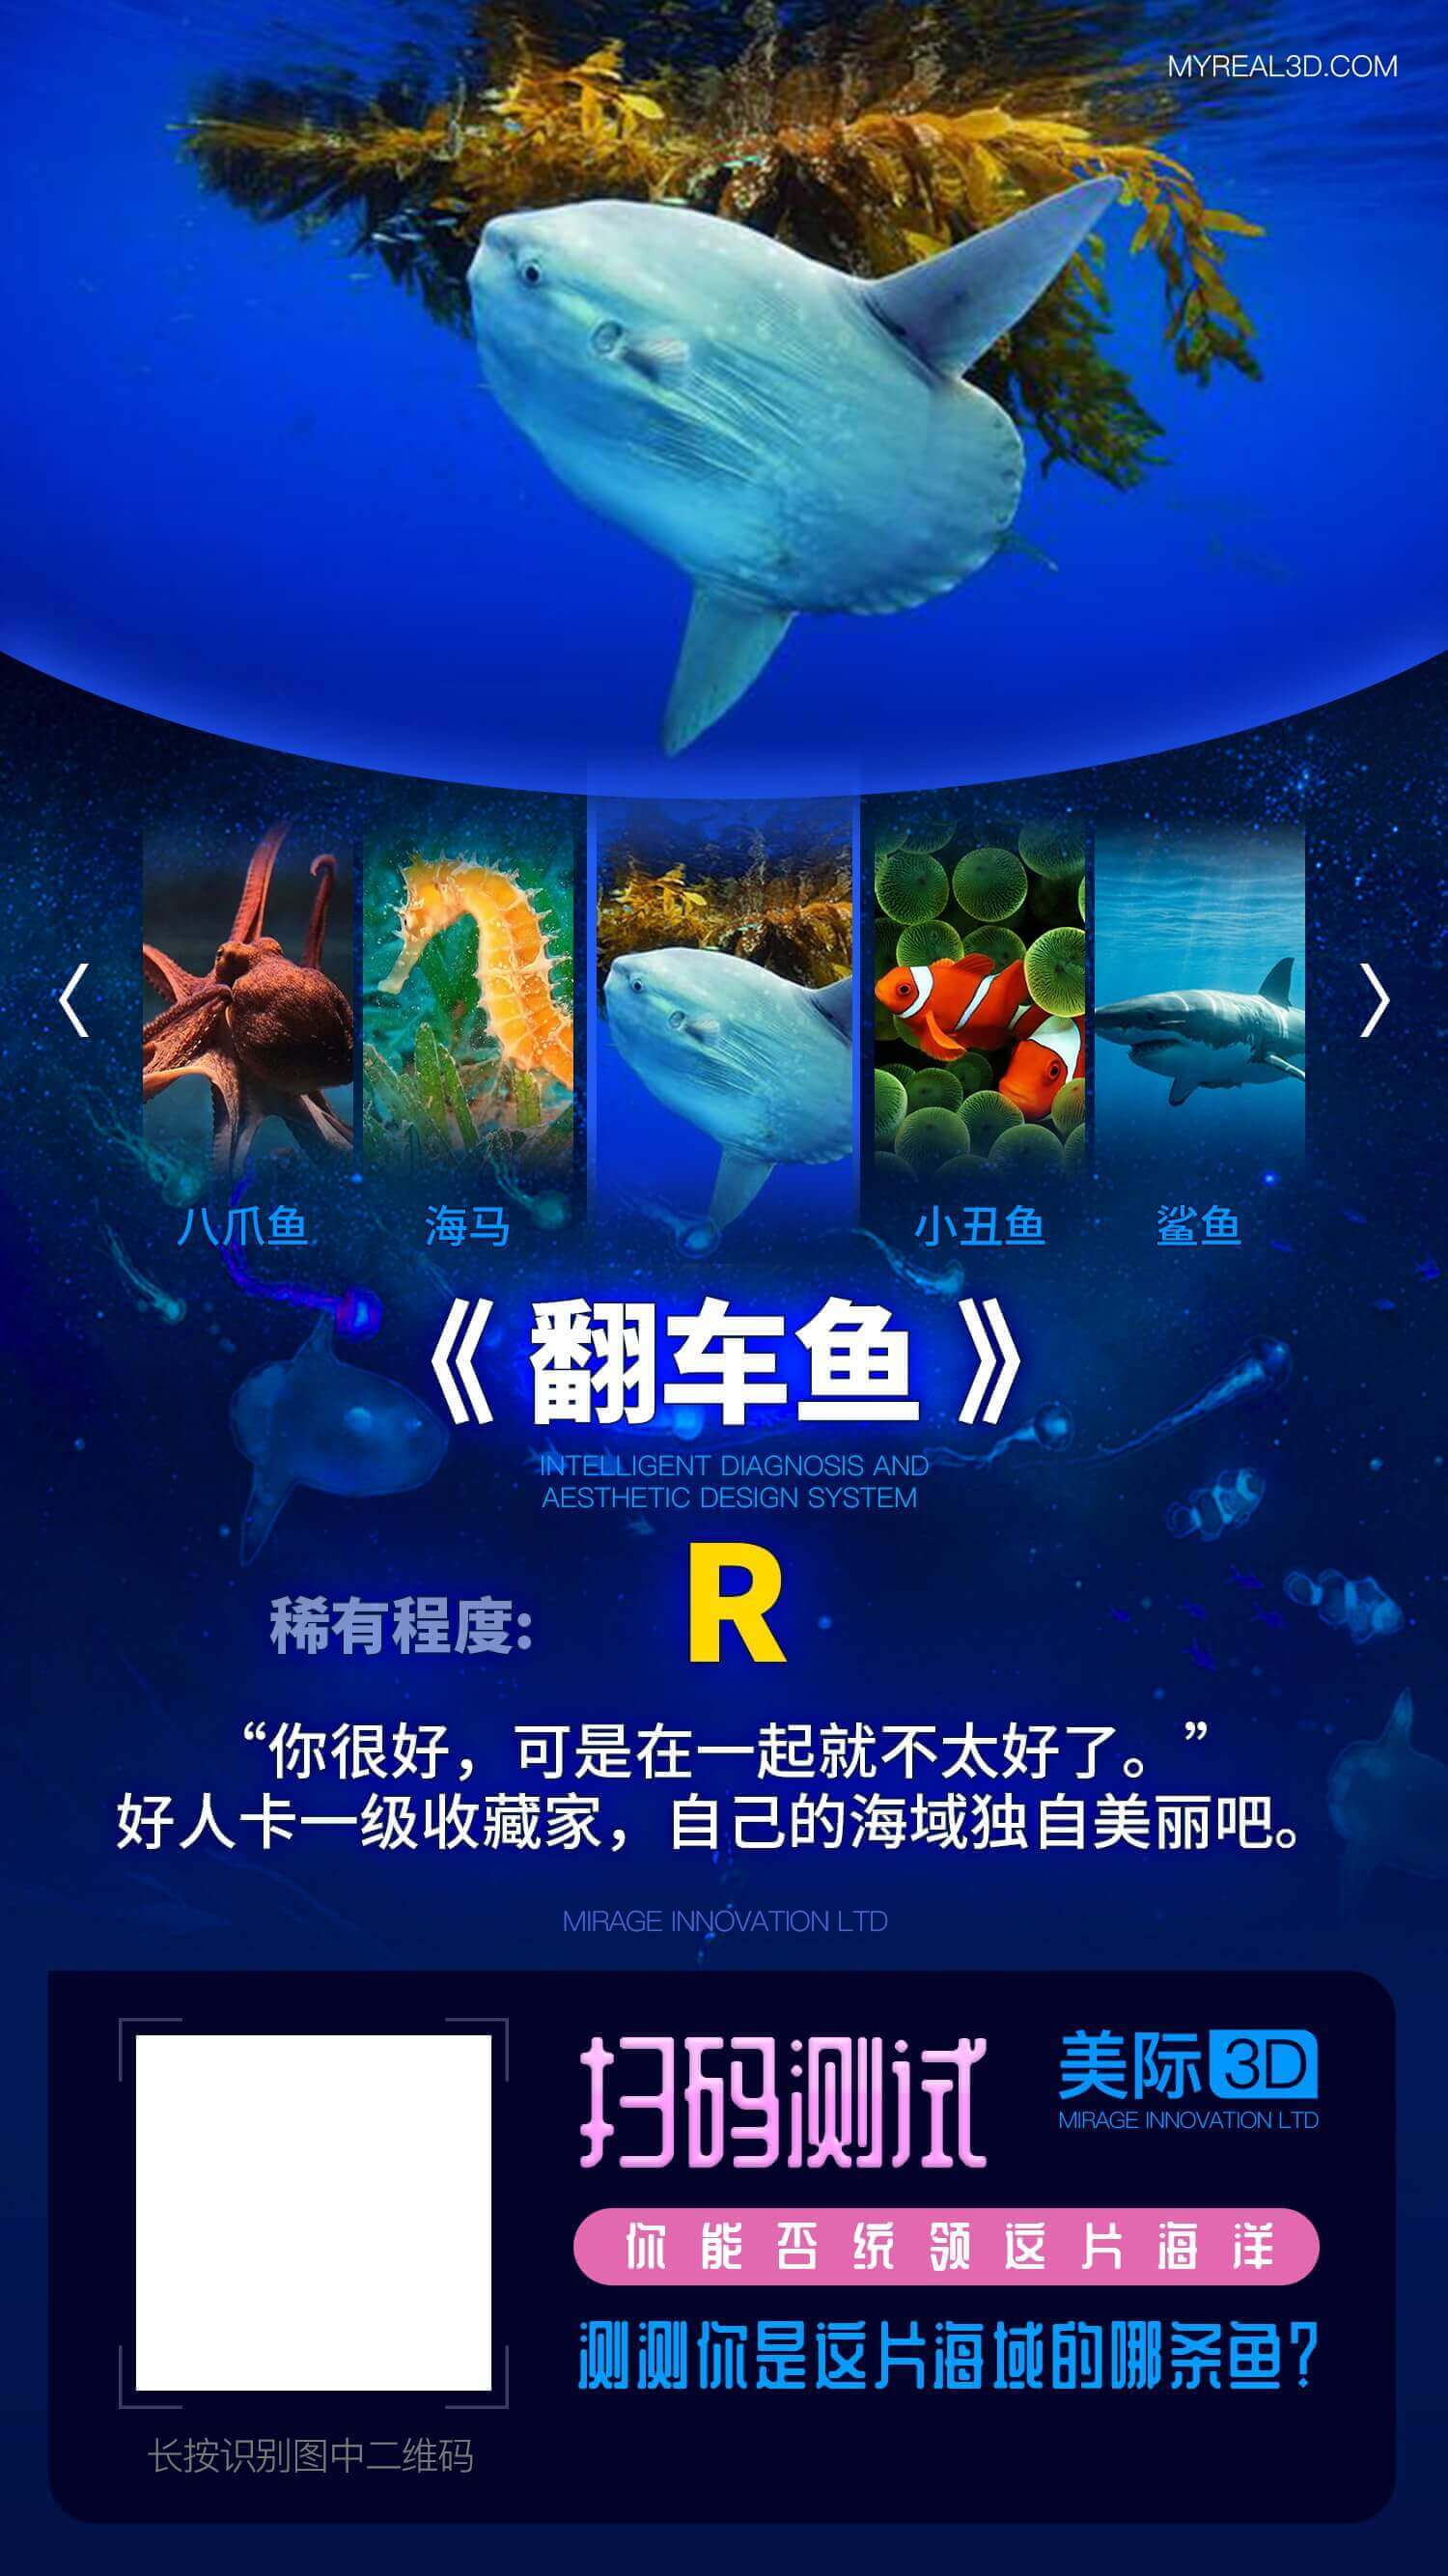 MYREAL3D.COM
八爪鱼
海马
小丑鱼
鲨鱼
《翻车鱼》
INTELLIGENT DIAGNOSIS AND
AESTHETIC DESIGN SYSTEM
稀有程度:
R
“你很好，可是在一起就不太好了。”
好人卡一级收藏家，自己的海域独自美丽吧。
MIRAGE INNOVATION LTD
扫码测试
美际3D
MIRAGE INNOVATION LTD
你能否统领这片海洋
测测你是这片海域的哪条鱼?
长按识别图中二维码